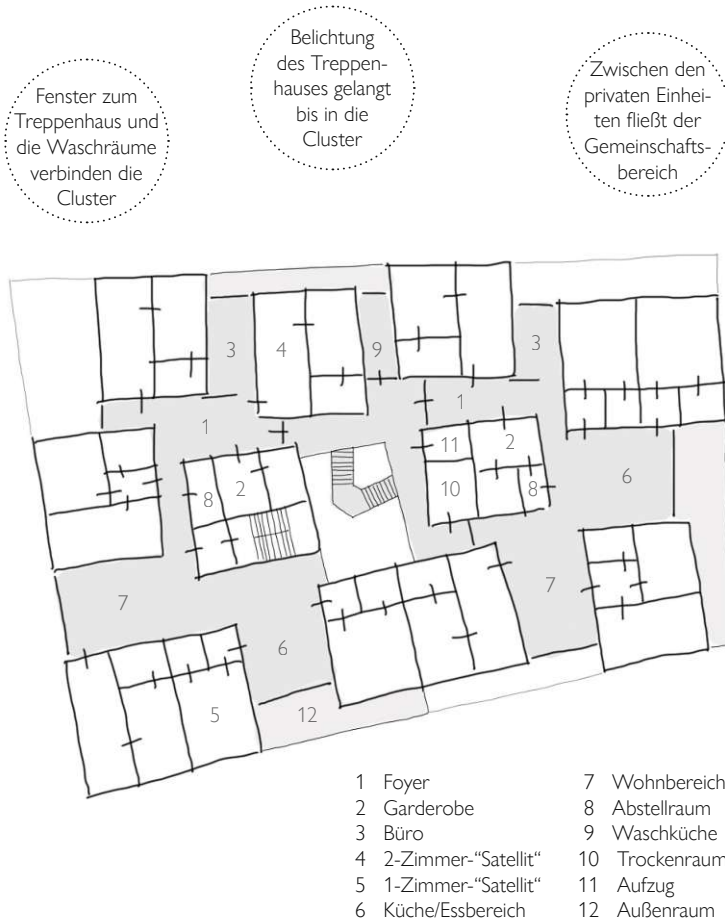 Fenster zum
Treppenhaus und
die Waschräume
verbinden die
Cluster
Belichtung
des Treppen-
hauses gelangt
bis in die
Cluster
Zwischen den
privaten Einhei-
ten fließt der
Gemeinschafts-
bereich
3
4
9
3
1
1
11
2
2
8
10
8
6
7
7
6
5
12
1 Foyer
2 Garderobe
3 Büro
4 2-Zimmer-“Satellit“
5 1-Zimmer-“Satellit“
6 Küche/Essbereich
7 Wohnbereich
8 Abstellraum
9 Waschküche
10 Trockenraum
11 Aufzug
12 Außenraum